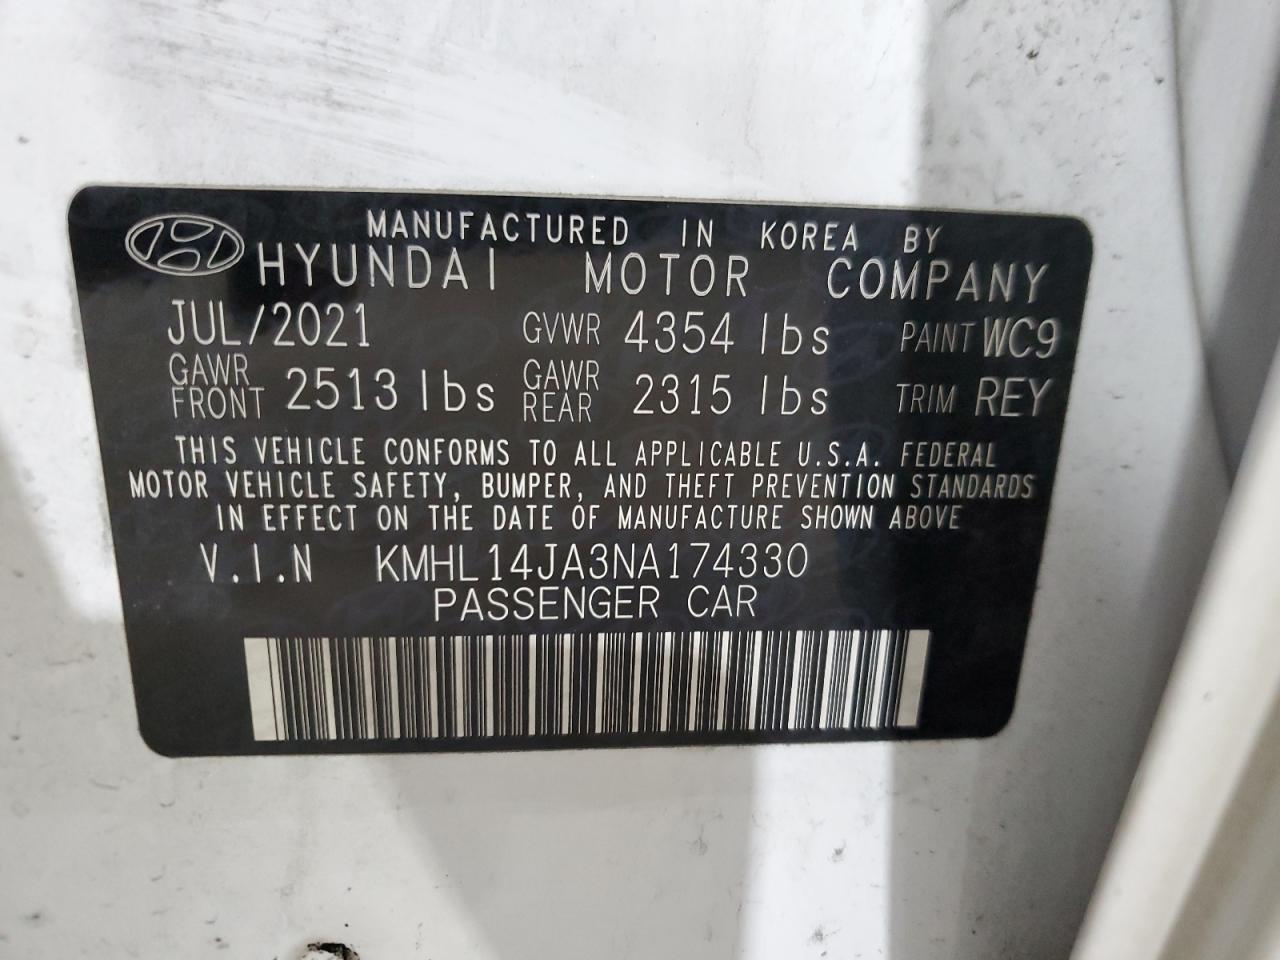 MANUFACTURED IN KOREA BY
HYUNDAI MOTOR COMPANY
JUL/2021 GVWR 4354 lbs PAINT WC9
GAWR FRONT 2513 lbs GAWR REAR 2315 lbs TRIM REY
THIS VEHICLE CONFORMS TO ALL APPLICABLE U.S.A. FEDERAL
MOTOR VEHICLE SAFETY, BUMPER, AND THEFT PREVENTION STANDARDS
IN EFFECT ON THE DATE OF MANUFACTURE SHOWN ABOVE
V.I.N KMHL14JA3NA174330
PASSENGER CAR